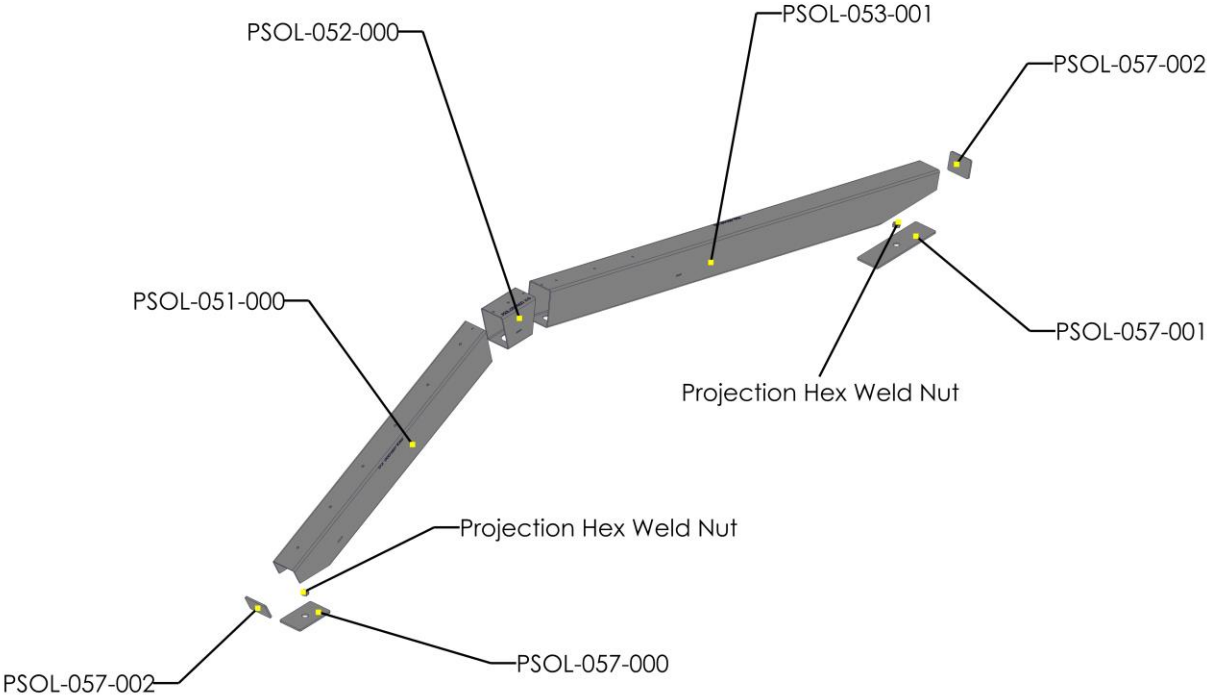 PSOL-053-001
PSOL-052-000
PSOL-057-002
PSOL-051-000
PSOL-057-001
Projection Hex Weld Nut
Projection Hex Weld Nut
PSOL-057-000
PSOL-057-002